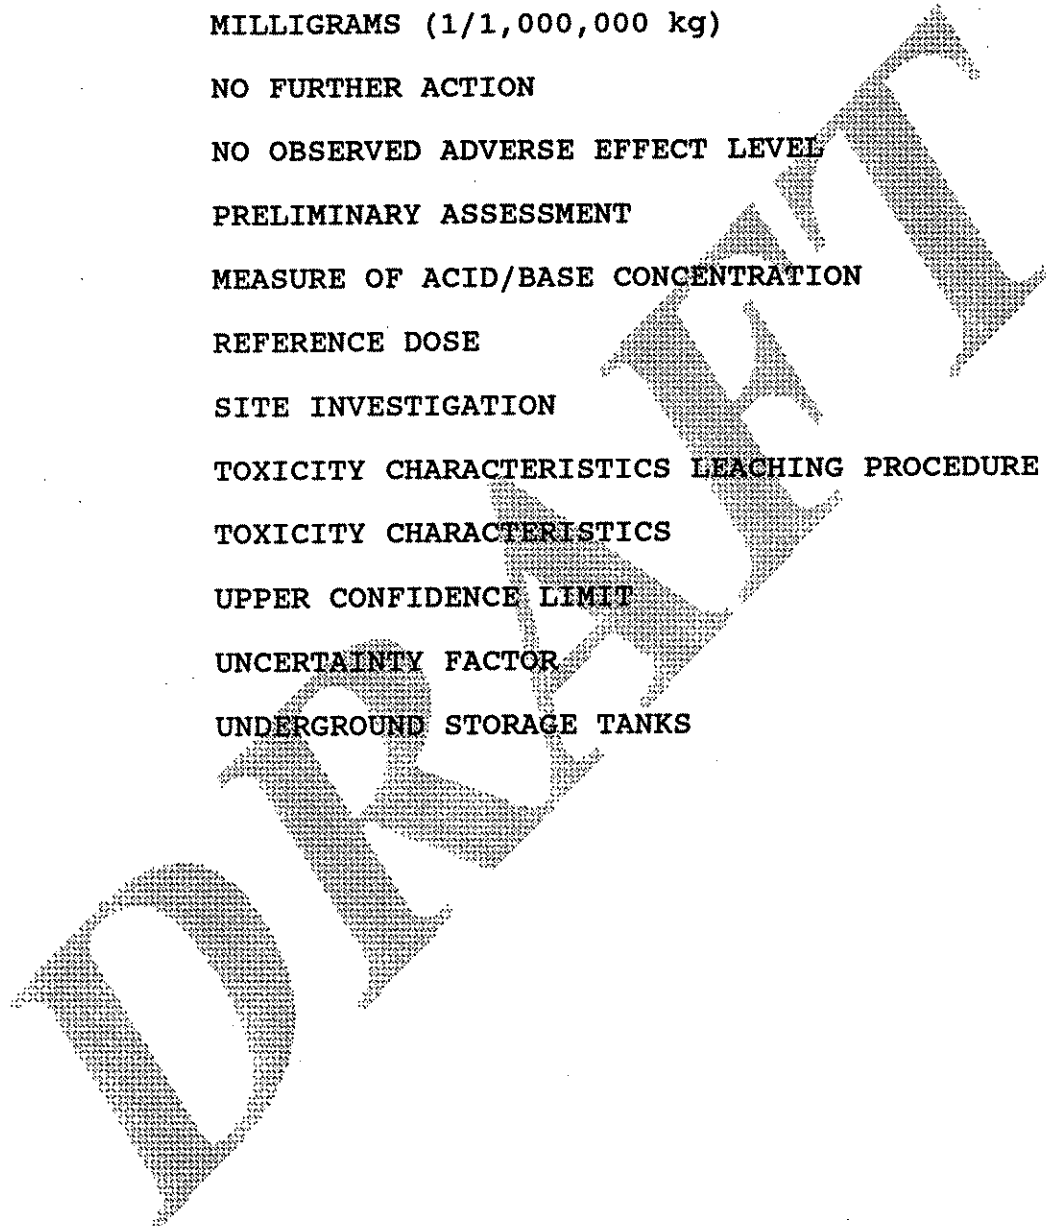 MILLIGRAMS (1/1,000,000 kg)
NO FURTHER ACTION
NO OBSERVED ADVERSE EFFECT LEVEL
PRELIMINARY ASSESSMENT
MEASURE OF ACID/BASE CONCENTRATION
REFERENCE DOSE
SITE INVESTIGATION
TOXICITY CHARACTERISTICS LEACHING PROCEDURE
TOXICITY CHARACTERISTICS
UPPER CONFIDENCE LIMIT
UNCERTAINTY FACTOR
UNDERGROUND STORAGE TANKS
DRAFT